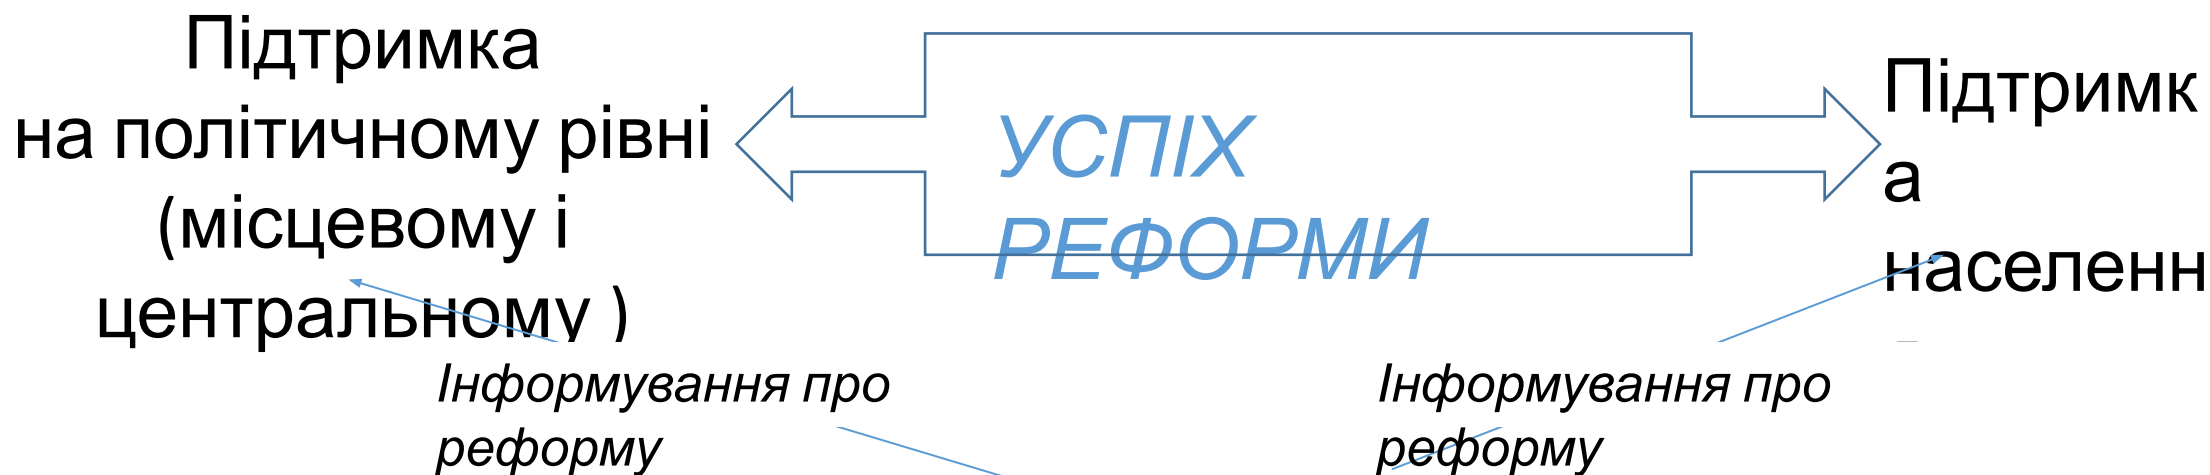 Підтримка
на політичному рівні
(місцевому і
центральному )
УСПІХ
РЕФОРМИ
Підтримк
а
населенн
Інформування про
реформу
Інформування про
реформу